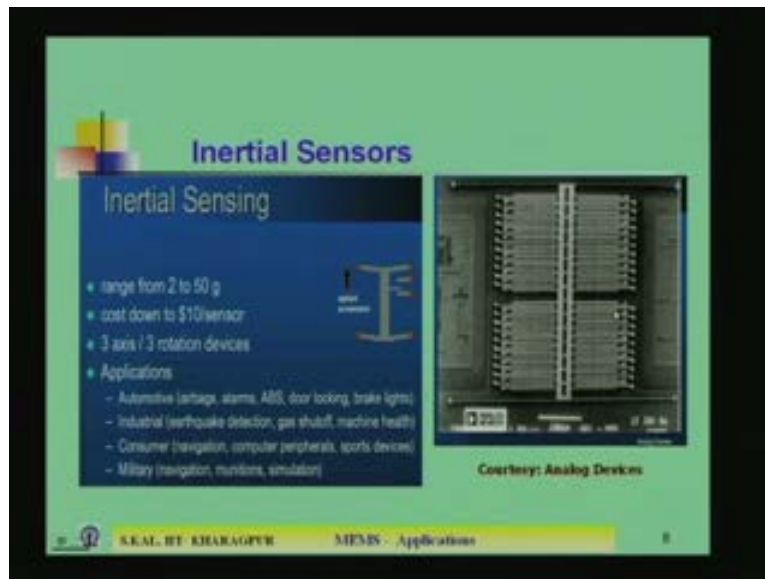 Inertial Sensors
Inertial Sensing
range from 2 to 50 g
cost down to $10/sensor
3 axis / 3 rotation devices
Applications
– Automotive (airbags, alarms, ABS, door locking, brake lights)
– Industrial (earthquake detection, gas shutoff, machine health)
– Consumer (navigation, computer peripherals, sports devices)
– Military (navigation, munitions, simulation)
Courtesy: Analog Devices
S.KAL, IIT- KHARAGPUR MEMS - Applications 8